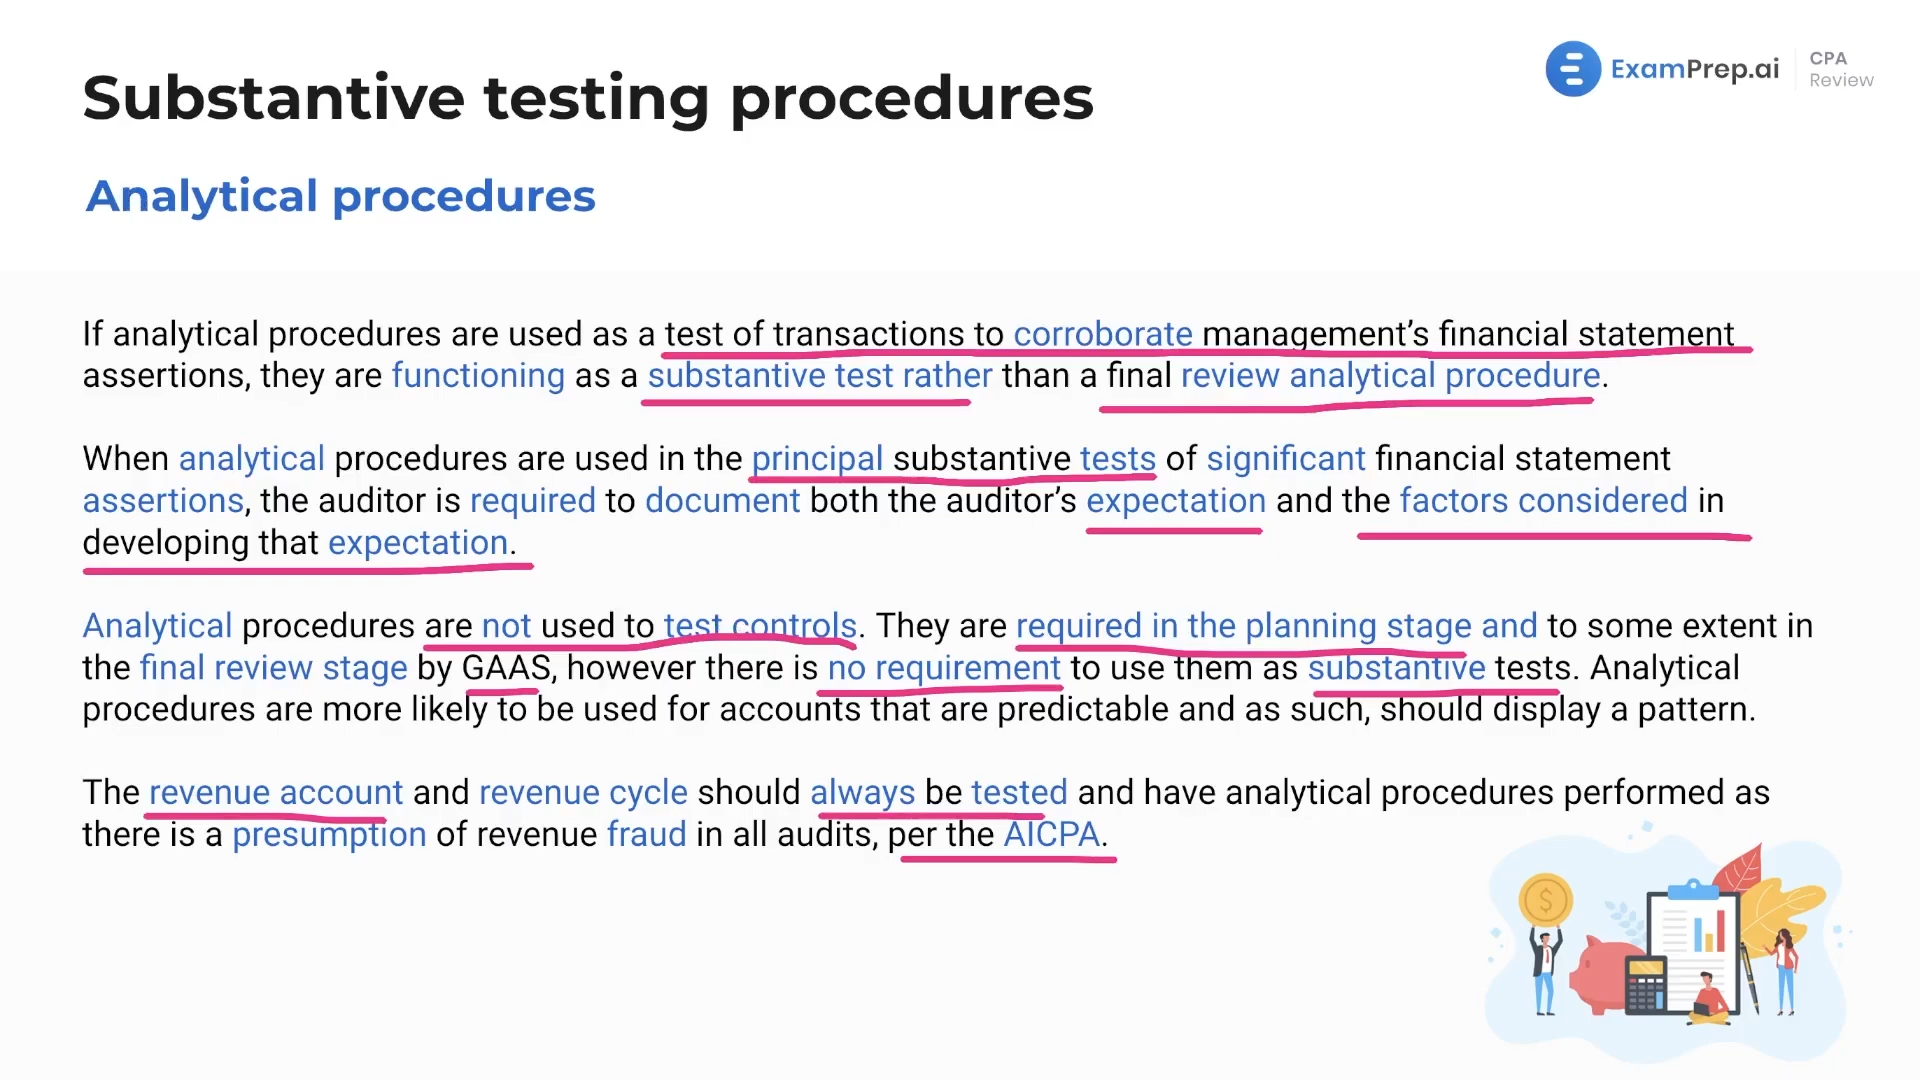 Substantive testing procedures
ExamPrep.ai
CPA
Review
Analytical procedures
If analytical procedures are used as a test of transactions to corroborate management’s financial statement
assertions, they are functioning as a substantive test rather than a final review analytical procedure.
When analytical procedures are used in the principal substantive tests of significant financial statement
assertions, the auditor is required to document both the auditor’s expectation and the factors considered in
developing that expectation.
Analytical procedures are not used to test controls. They are required in the planning stage and to some extent in
the final review stage by GAAS, however there is no requirement to use them as substantive tests. Analytical
procedures are more likely to be used for accounts that are predictable and as such, should display a pattern.
The revenue account and revenue cycle should always be tested and have analytical procedures performed as
there is a presumption of revenue fraud in all audits, per the AICPA.
$